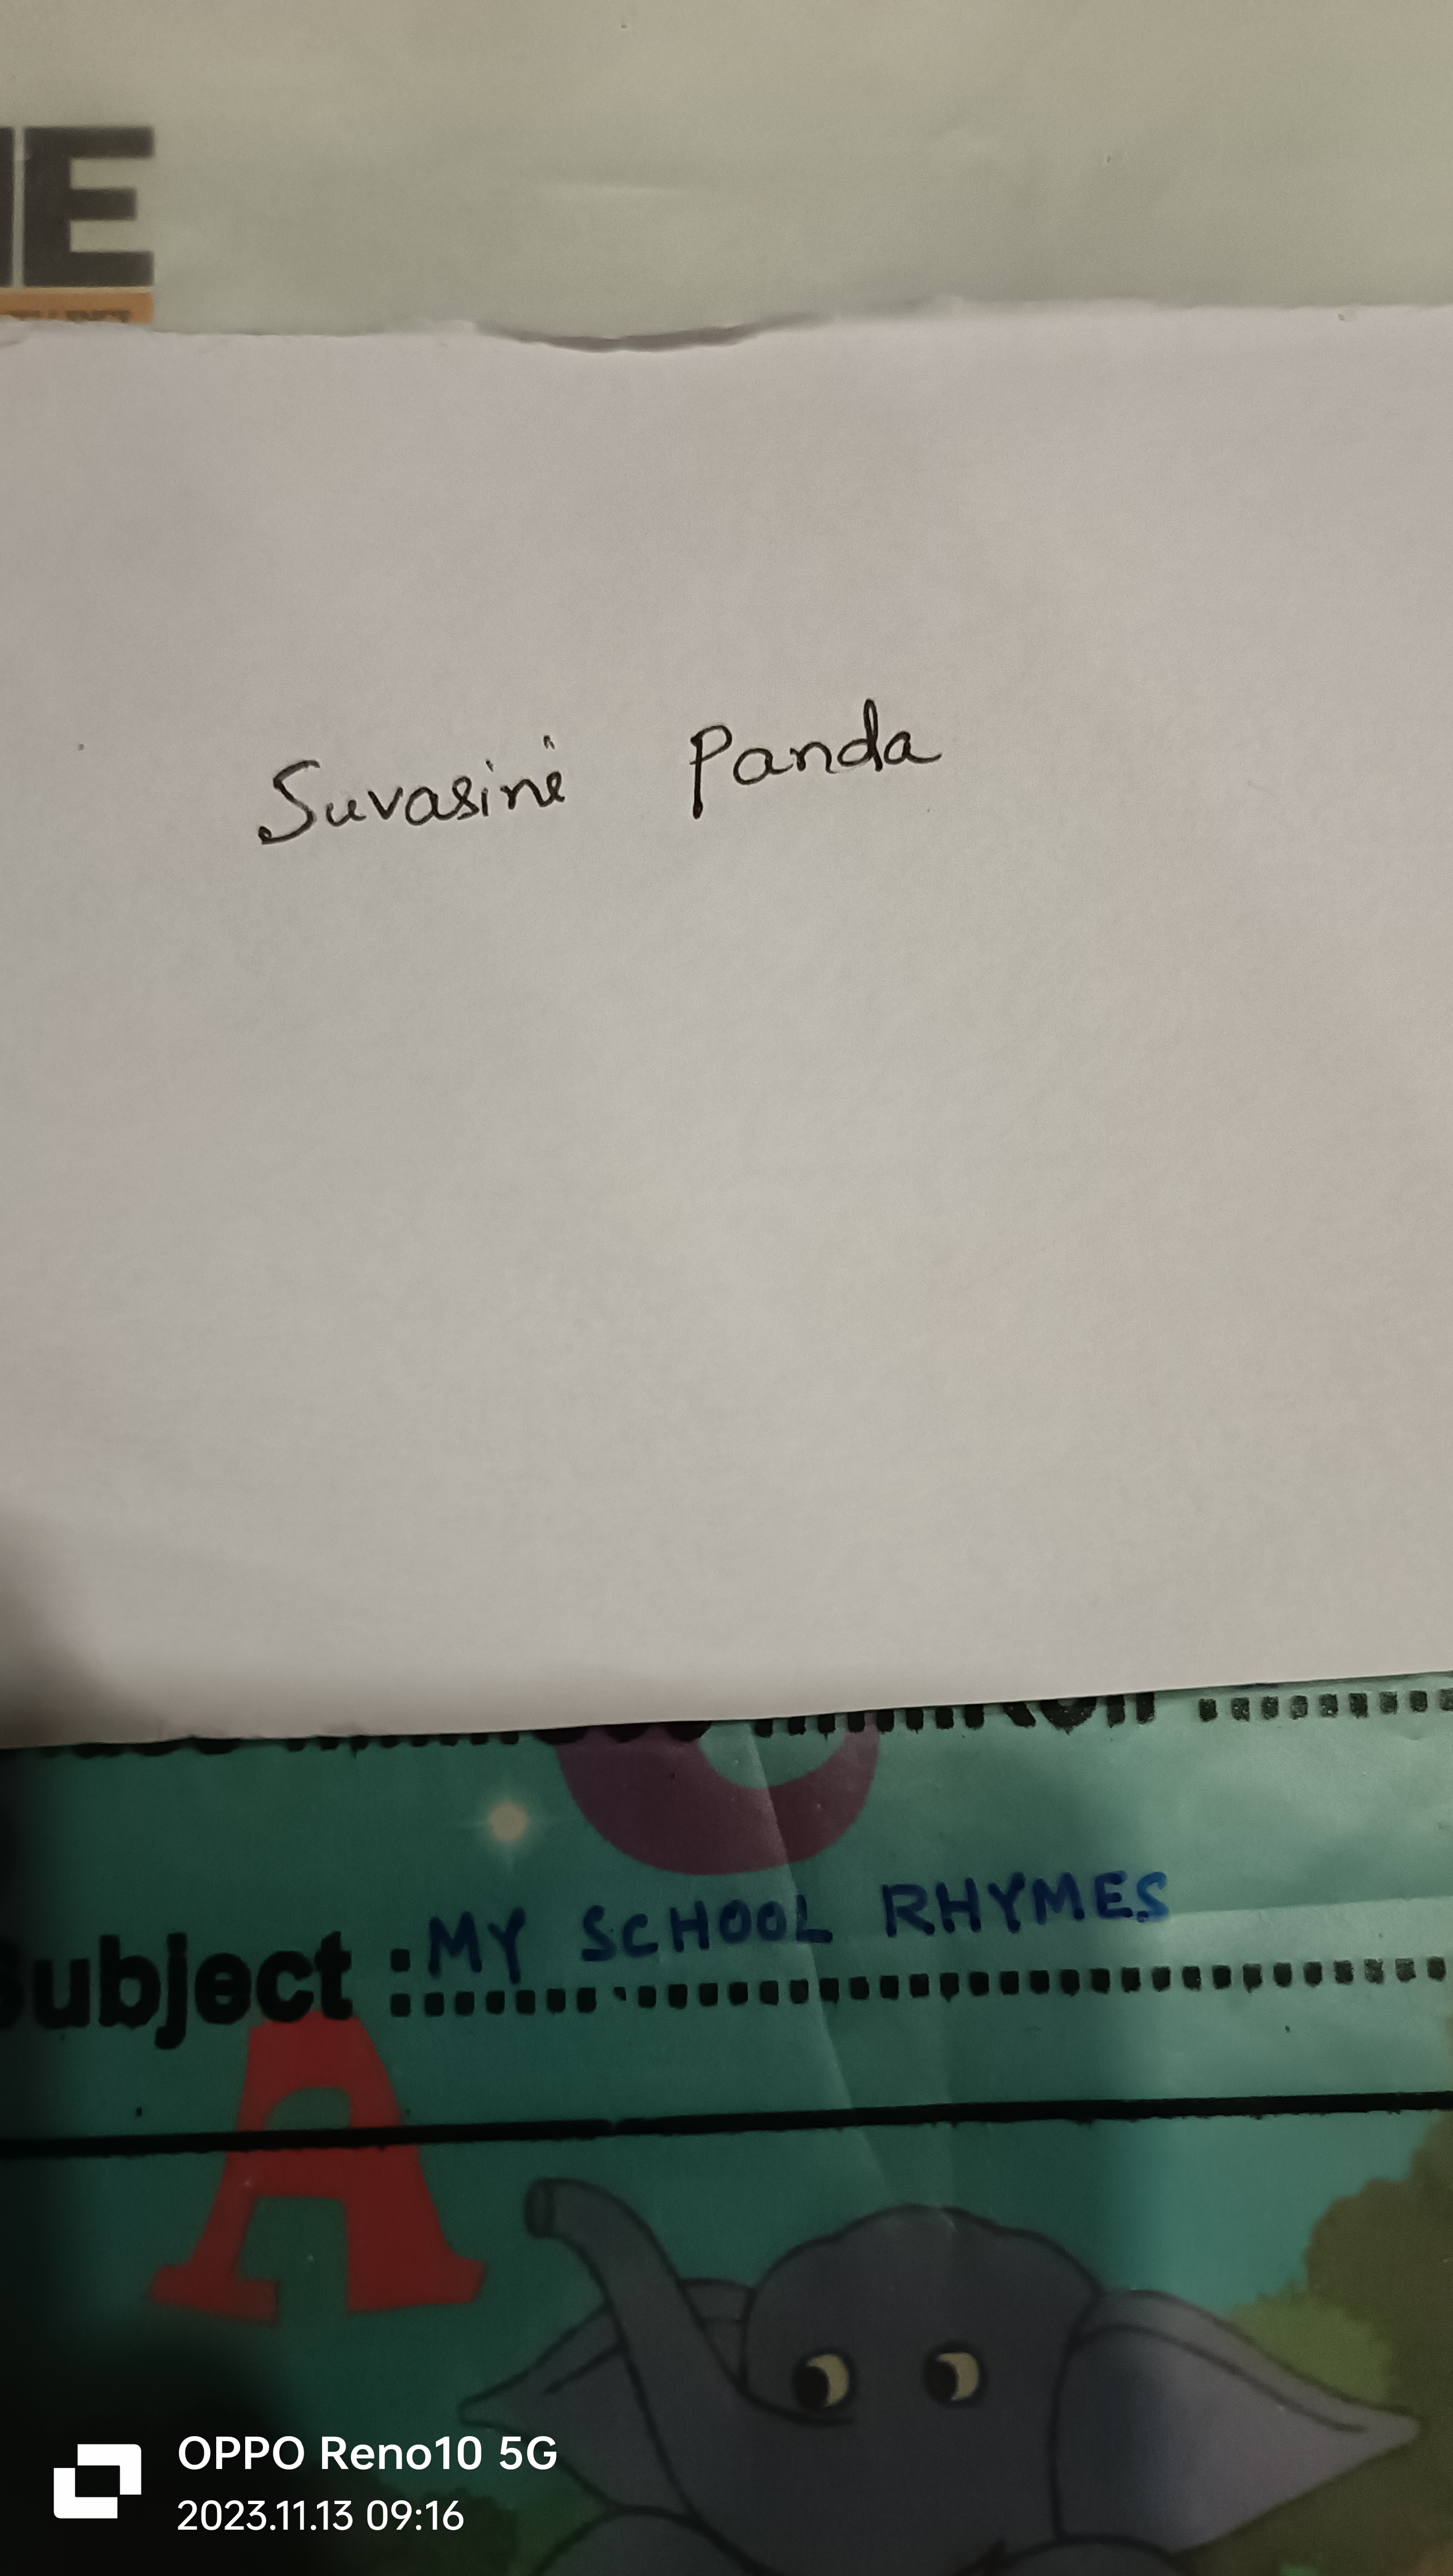 E
Suvasini Panda
Subject : MY SCHOOL RHYMES
A
OPPO Reno10 5G
2023.11.13 09:16